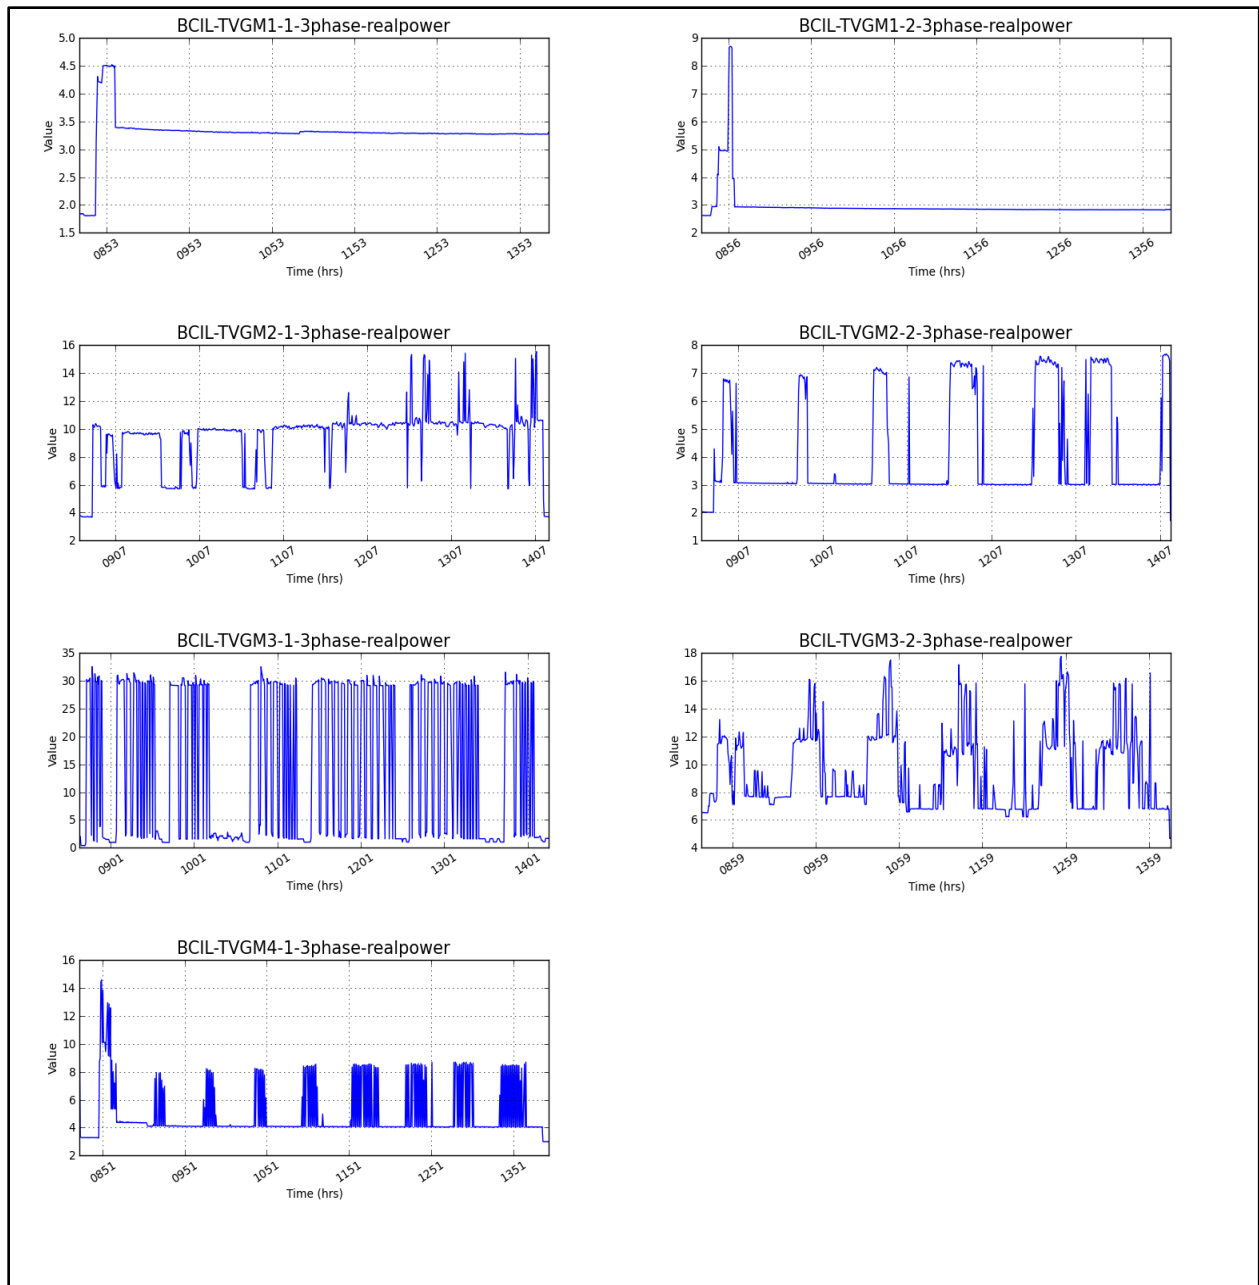 BCIL-TVGM1-1-3phase-realpower
5.0
4.5
4.0
3.5
3.0
2.5
2.0
1.5
Value
0853 0953 1053 1153 1253 1353
Time (hrs)
BCIL-TVGM1-2-3phase-realpower
9
8
7
6
5
4
3
2
Value
0856 0956 1056 1156 1256 1356
Time (hrs)
BCIL-TVGM2-1-3phase-realpower
16
14
12
10
8
6
4
2
Value
0907 1007 1107 1207 1307 1407
Time (hrs)
BCIL-TVGM2-2-3phase-realpower
8
7
6
5
4
3
2
1
Value
0907 1007 1107 1207 1307 1407
Time (hrs)
BCIL-TVGM3-1-3phase-realpower
35
30
25
20
15
10
5
0
Value
0901 1001 1101 1201 1301 1401
Time (hrs)
BCIL-TVGM3-2-3phase-realpower
18
16
14
12
10
8
6
4
Value
0859 0959 1059 1159 1259 1359
Time (hrs)
BCIL-TVGM4-1-3phase-realpower
16
14
12
10
8
6
4
2
Value
0851 0951 1051 1151 1251 1351
Time (hrs)